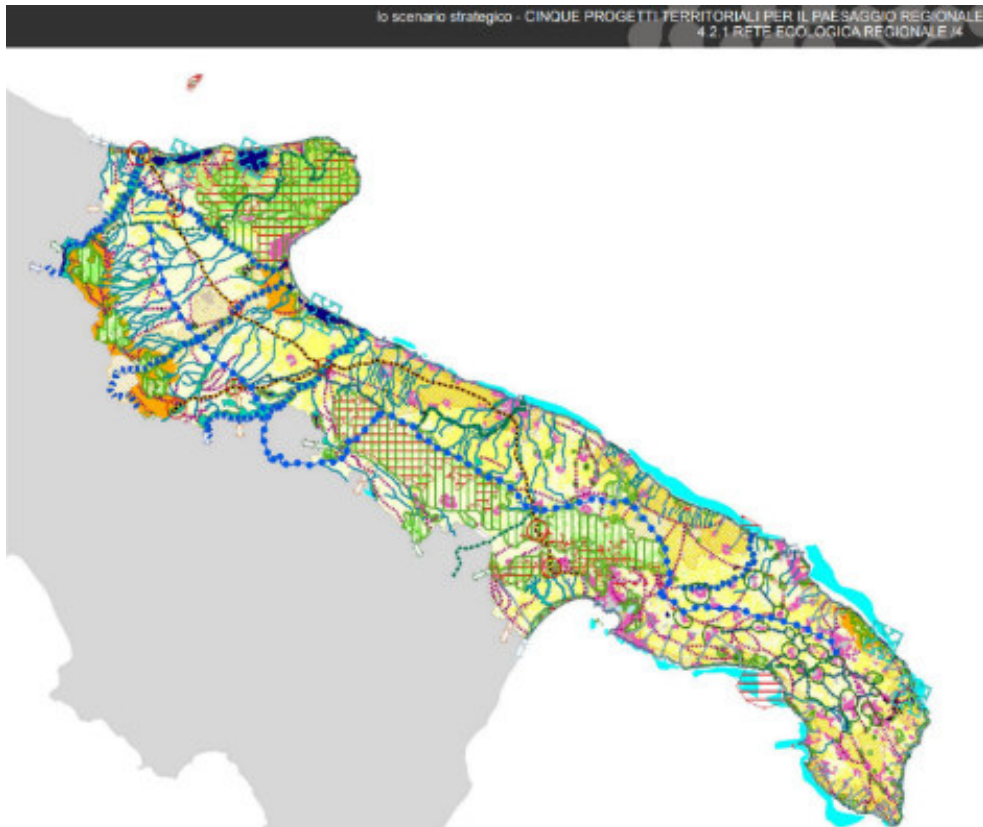 lo scenario strategico - CINQUE PROGETTI TERRITORIALI PER IL PAESAGGIO REGIONALE
4.2.1 RETE ECOLOGICA REGIONALE /4